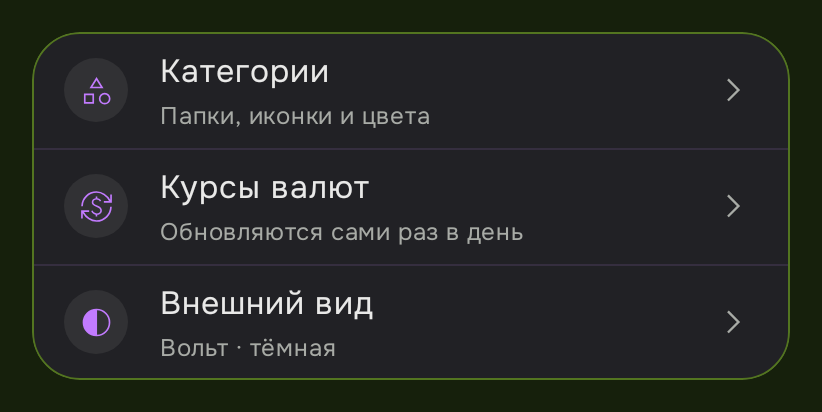 Категории
Папки, иконки и цвета
Курсы валют
Обновляются сами раз в день
Внешний вид
Вольт · тёмная